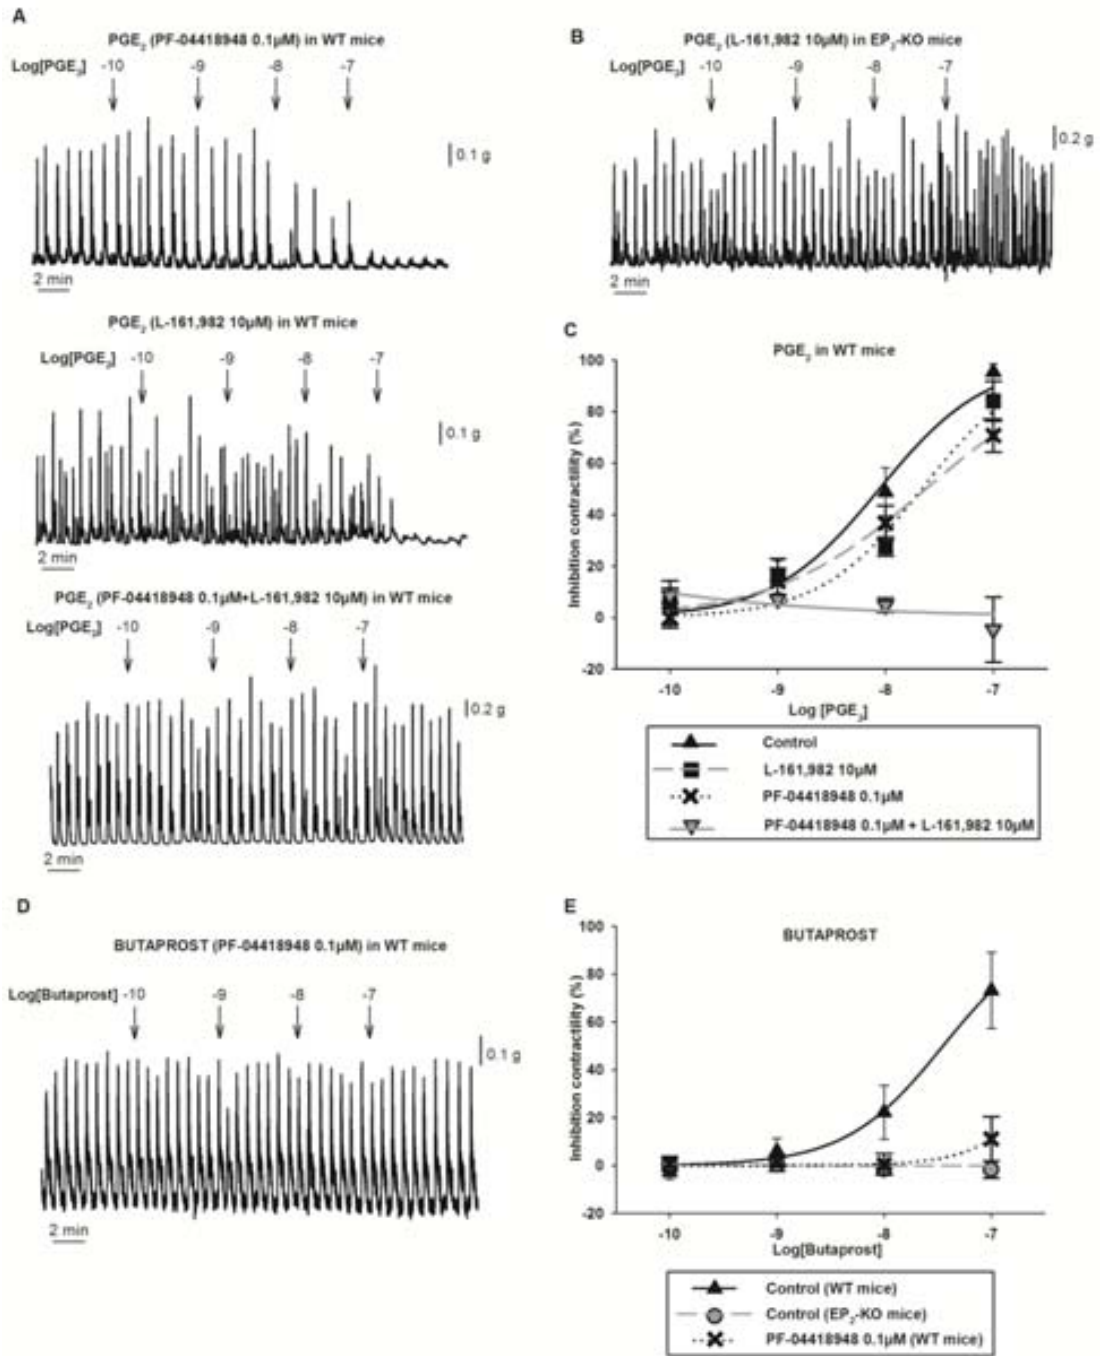 A
PGE2 (PF-04418948 0.1µM) in WT mice
Log[PGE2] -10 -9 -8 -7
0.1 g
2 min
PGE2 (L-161,982 10µM) in WT mice
Log[PGE2] -10 -9 -8 -7
0.1 g
2 min
PGE2 (PF-04418948 0.1µM+L-161,982 10µM) in WT mice
Log[PGE2] -10 -9 -8 -7
0.2 g
2 min
B
PGE2 (L-161,982 10µM) in EP2-KO mice
Log[PGE2] -10 -9 -8 -7
0.2 g
2 min
C
PGE2 in WT mice
Inhibition contractility (%)
100
80
60
40
20
0
-20
-10 -9 -8 -7
Log [PGE2]
Control
L-161,982 10µM
PF-04418948 0.1µM
PF-04418948 0.1µM + L-161,982 10µM
D
BUTAPROST (PF-04418948 0.1µM) in WT mice
Log[Butaprost] -10 -9 -8 -7
0.1 g
2 min
E
BUTAPROST
Inhibition contractility (%)
100
80
60
40
20
0
-20
-10 -9 -8 -7
Log[Butaprost]
Control (WT mice)
Control (EP2-KO mice)
PF-04418948 0.1µM (WT mice)